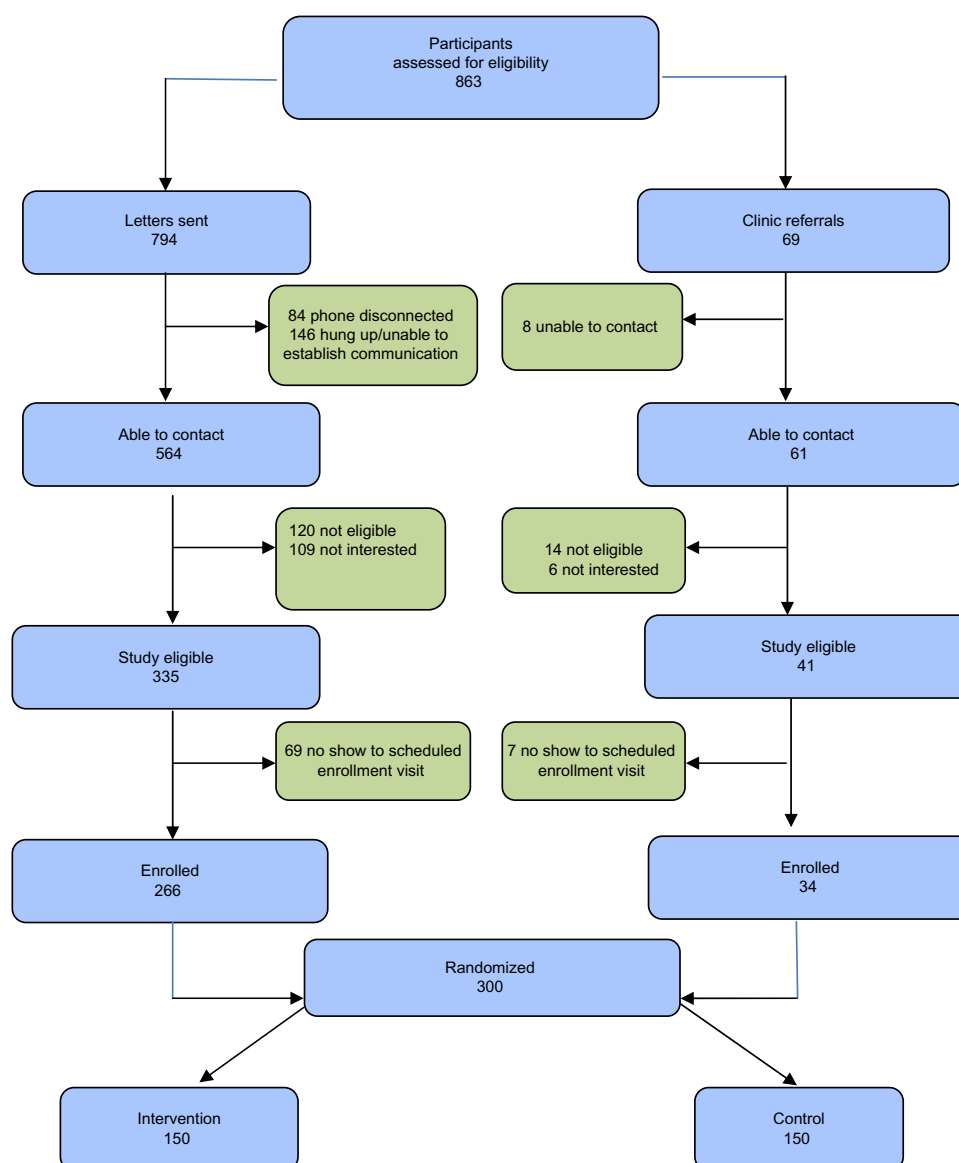 Participants
assessed for eligibility
863
Letters sent
794
Clinic referrals
69
84 phone disconnected
146 hung up/unable to
establish communication
8 unable to contact
Able to contact
564
Able to contact
61
120 not eligible
109 not interested
14 not eligible
6 not interested
Study eligible
335
Study eligible
41
69 no show to scheduled
enrollment visit
7 no show to scheduled
enrollment visit
Enrolled
266
Enrolled
34
Randomized
300
Intervention
150
Control
150